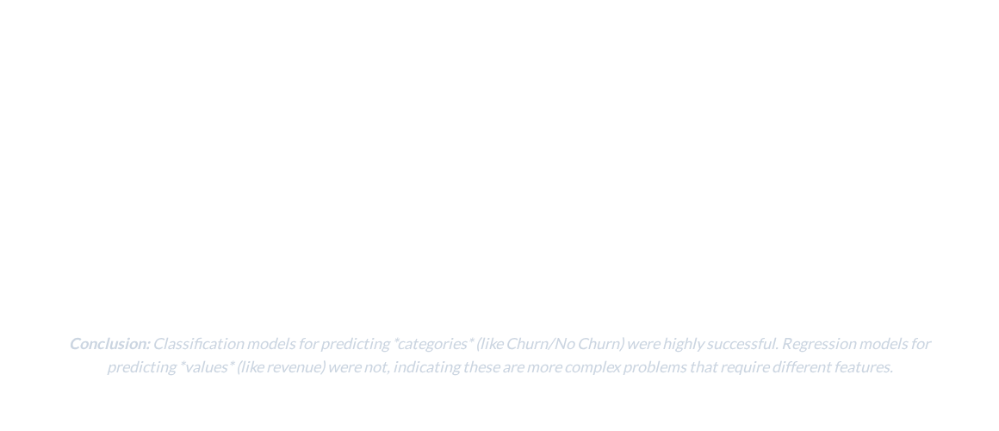 Conclusion: Classification models for predicting *categories* (like Churn/No Churn) were highly successful. Regression models for
predicting *values* (like revenue) were not, indicating these are more complex problems that require different features.